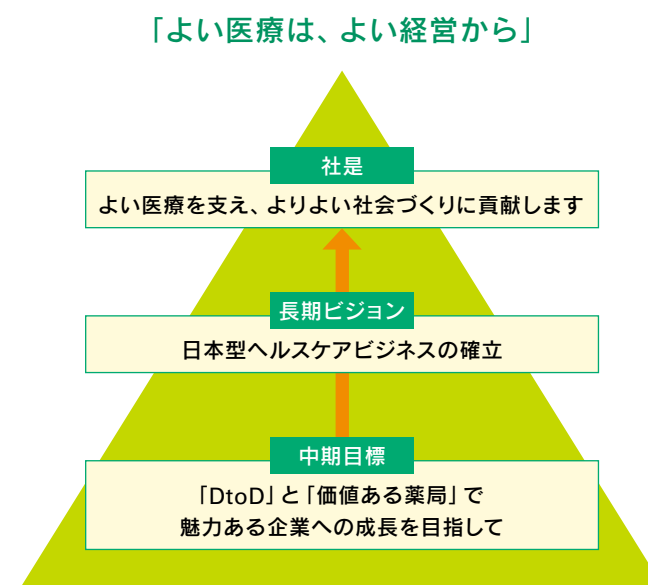 「よい医療は、よい経営から」
社是
よい医療を支え、よりよい社会づくりに貢献します
長期ビジョン
日本型ヘルスケアビジネスの確立
中期目標
「DtoD」と「価値ある薬局」で
魅力ある企業への成長を目指して